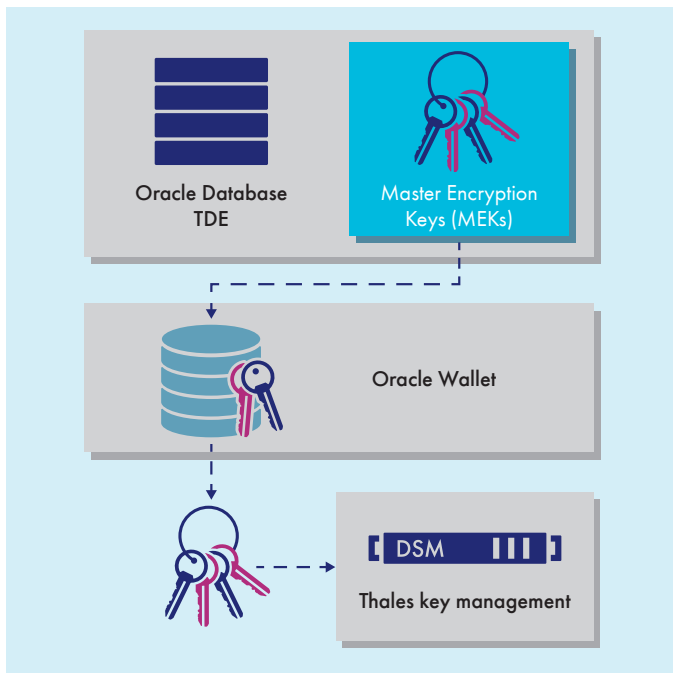 Oracle Database
TDE
Master Encryption
Keys (MEKs)
Oracle Wallet
DSM
Thales key management